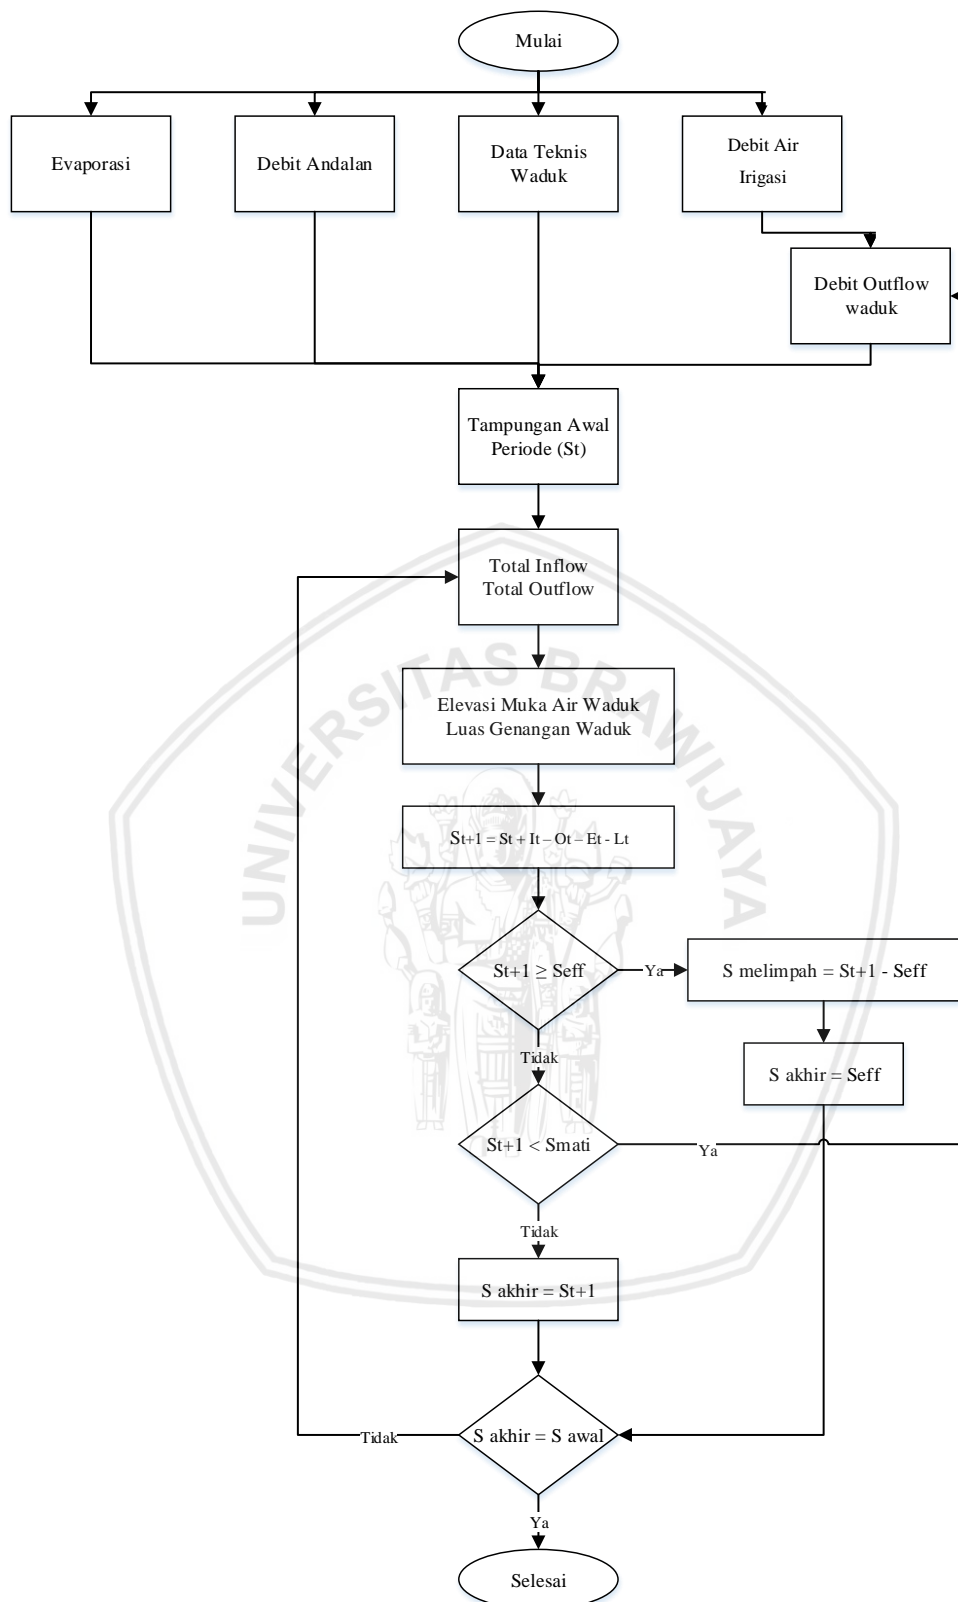 Mulai
Evaporasi
Debit Andalan
Data Teknis
Waduk
Debit Air
Irigasi
Debit Outflow
waduk
Tampungan Awal
Periode (St)
Total Inflow
Total Outflow
UNIVERSITAS BRAWIJAYA
Elevasi Muka Air Waduk
Luas Genangan Waduk
St+1 = St + It – Ot – Et - Lt
St+1 ≥ Seff
Ya
S melimpah = St+1 - Seff
Tidak
S akhir = Seff
St+1 < Smati
Ya
Tidak
S akhir = St+1
S akhir = S awal
Tidak
Ya
Selesai